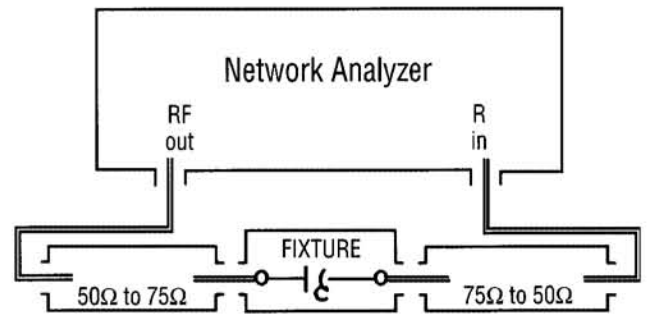 Network Analyzer
RF
out
R
in
FIXTURE
50Ω to 75Ω
75Ω to 50Ω